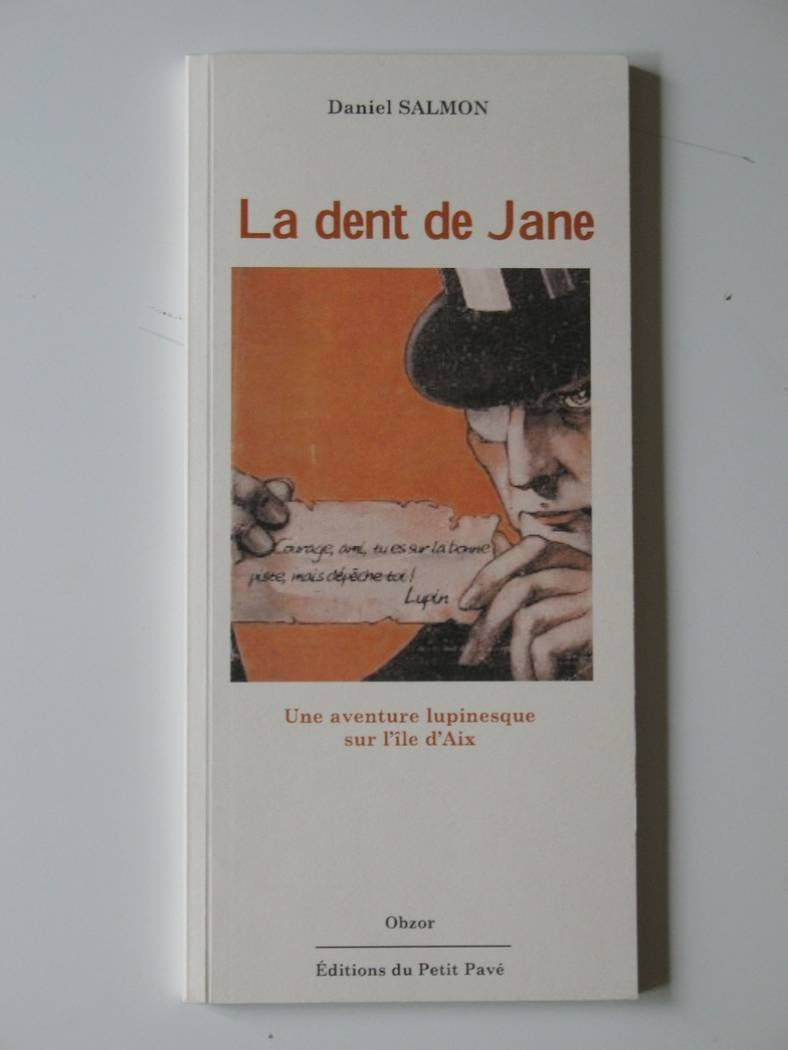 Daniel SALMON
La dent de Jane
Courage, ami, tu es sur la bonne
piste, mais dépêche toi!
Lupin
Une aventure lupinesque
sur l'île d'Aix
Obzor
Éditions du Petit Pavé